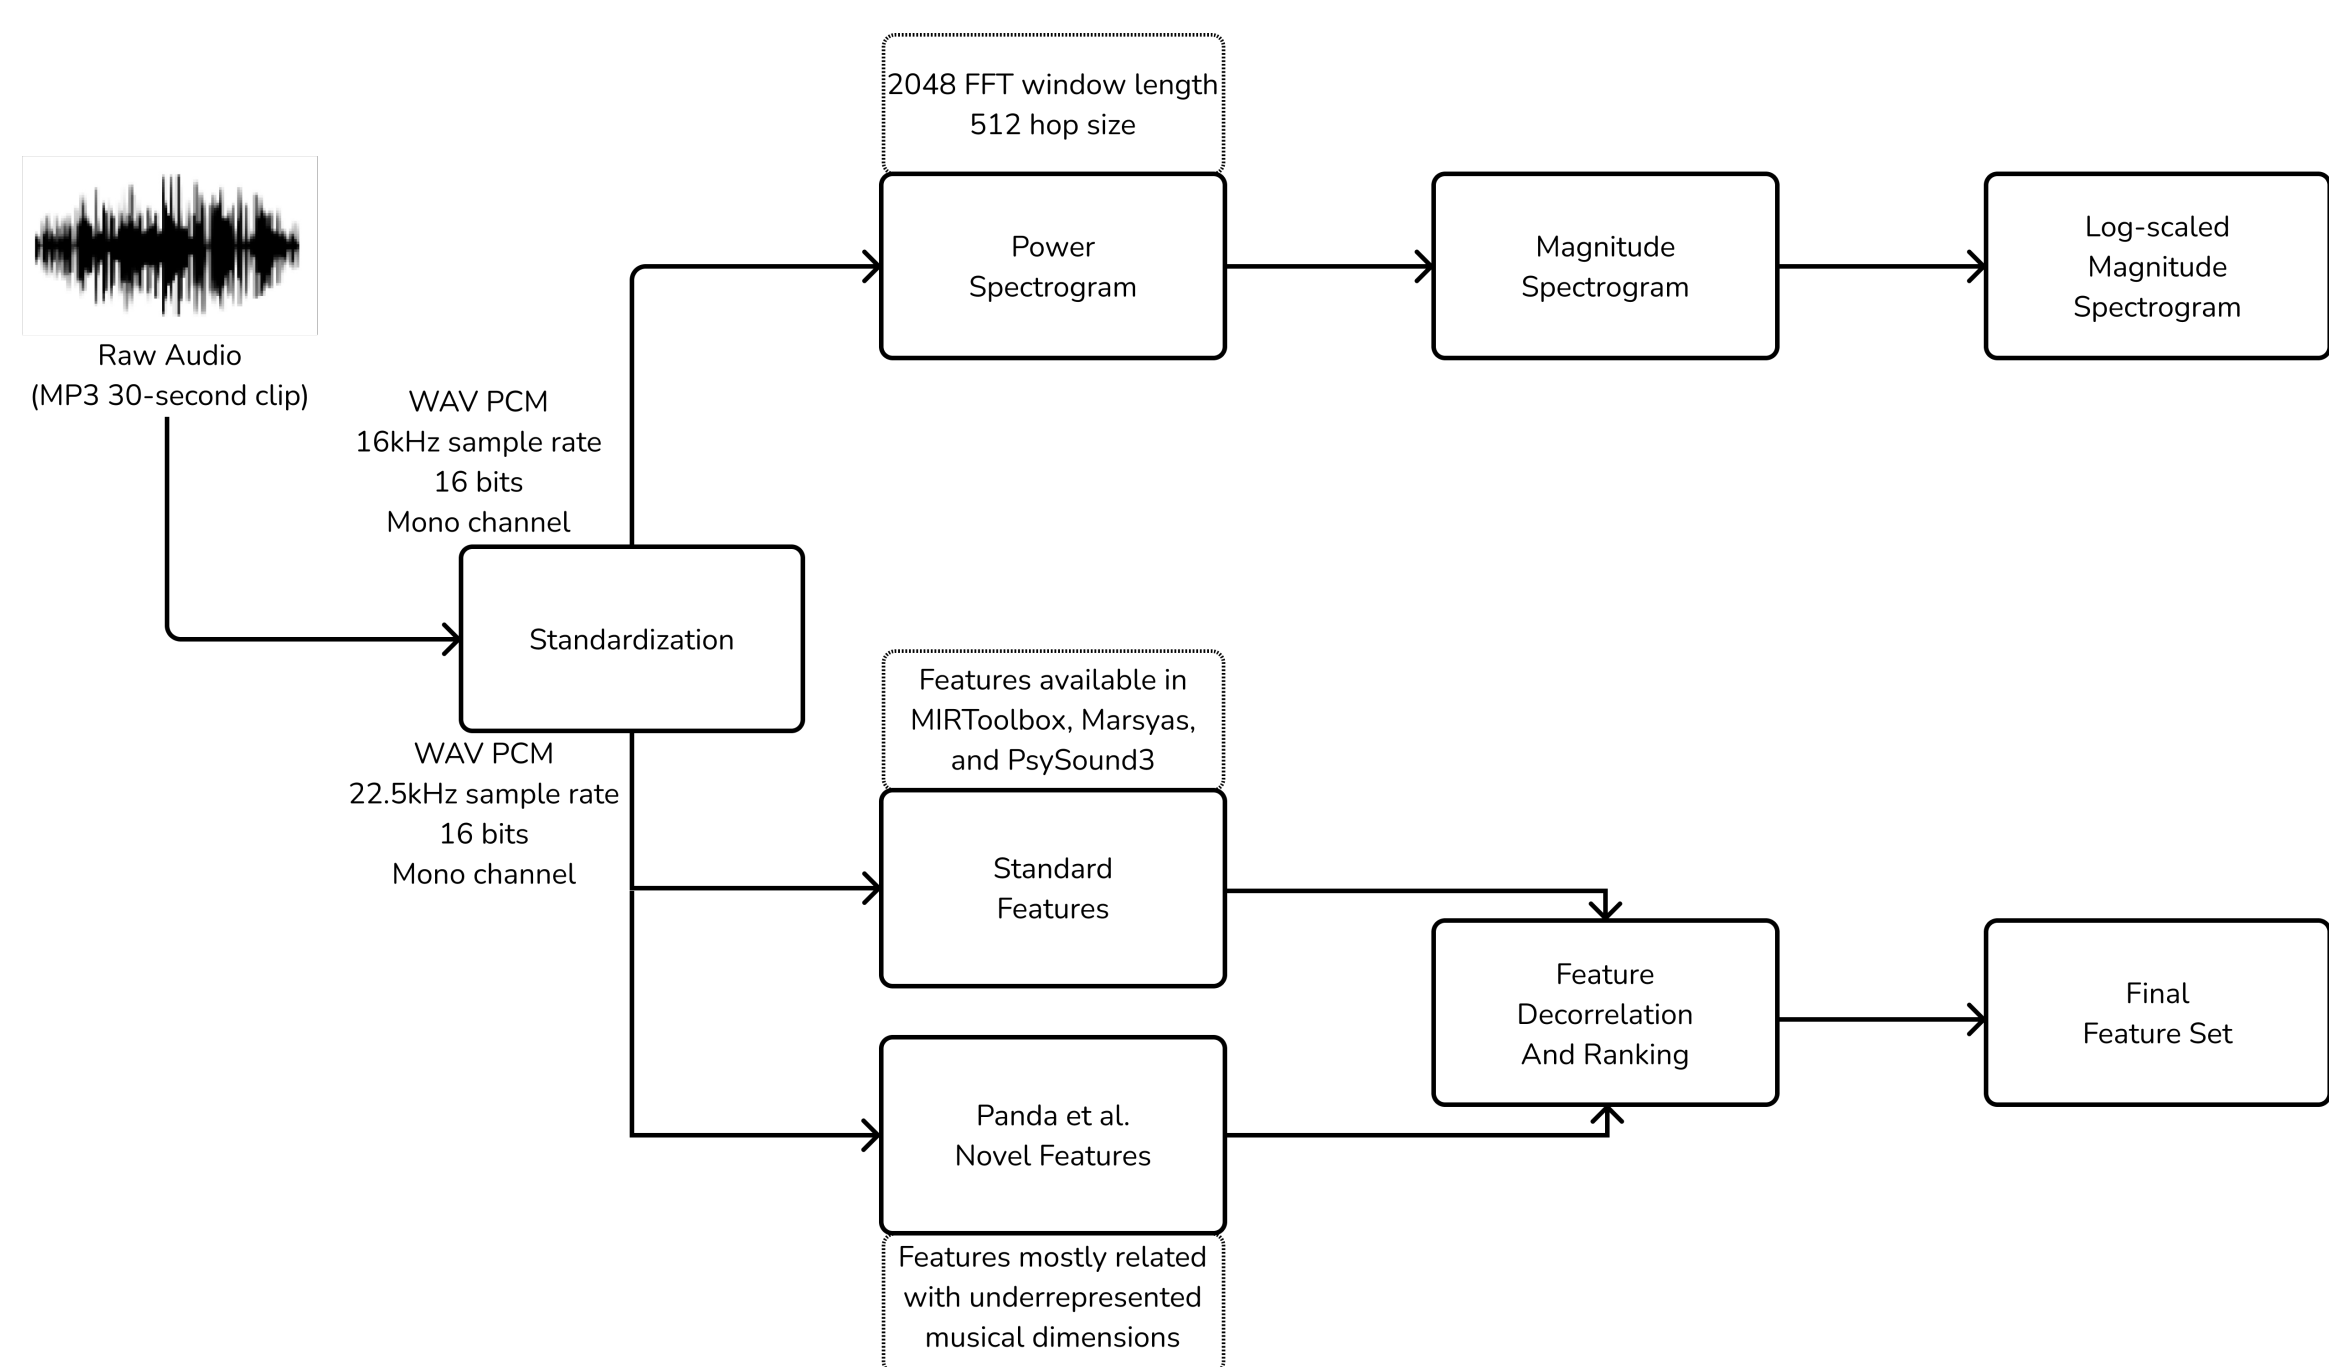 2048 FFT window length
512 hop size
Power
Spectrogram
Magnitude
Spectrogram
Log-scaled
Magnitude
Spectrogram
Raw Audio
(MP3 30-second clip)
WAV PCM
16kHz sample rate
16 bits
Mono channel
Standardization
WAV PCM
22.5kHz sample rate
16 bits
Mono channel
Features available in
MIRToolbox, Marsyas,
and PsySound3
Standard
Features
Feature
Decorrelation
And Ranking
Final
Feature Set
Panda et al.
Novel Features
Features mostly related
with underrepresented
musical dimensions